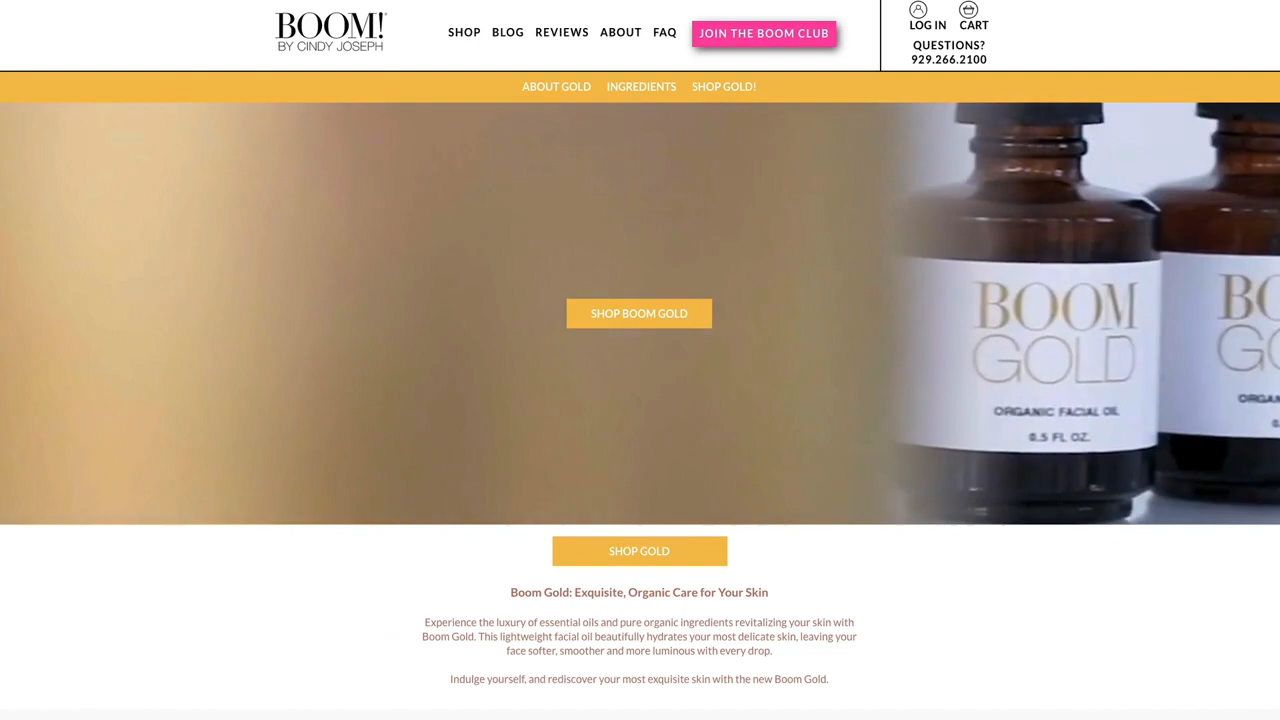 BOOM!
BY CINDY JOSEPH
SHOP BLOG REVIEWS ABOUT FAQ JOIN THE BOOM CLUB
LOG IN CART
QUESTIONS?
929.266.2100
ABOUT GOLD INGREDIENTS SHOP GOLD!
SHOP BOOM GOLD
BOOM
GOLD
ORGANIC FACIAL OIL
0.5 FL OZ.
SHOP GOLD
Boom Gold: Exquisite, Organic Care for Your Skin
Experience the luxury of essential oils and pure organic ingredients revitalizing your skin with
Boom Gold. This lightweight facial oil beautifully hydrates your most delicate skin, leaving your
face softer, smoother and more luminous with every drop.
Indulge yourself, and rediscover your most exquisite skin with the new Boom Gold.